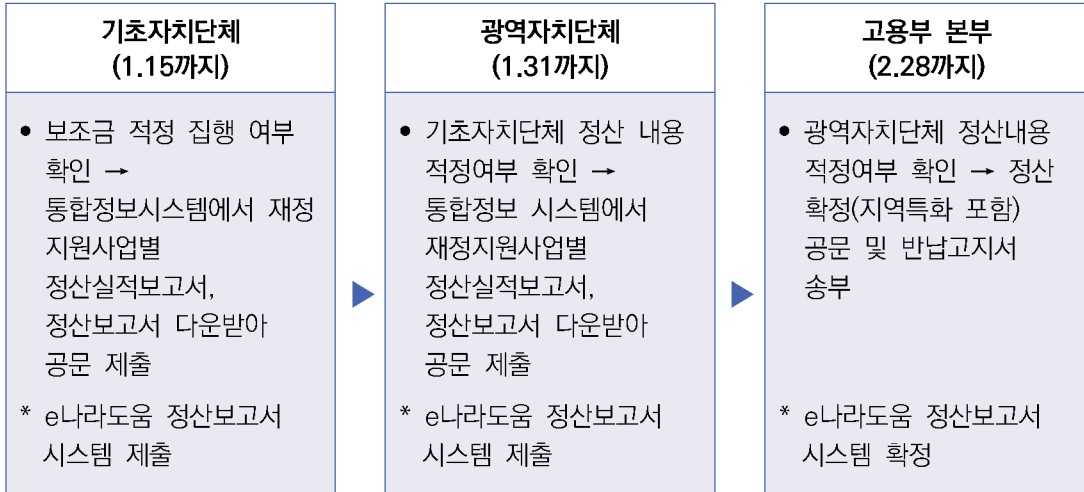 기초자치단체
(1.15까지)
• 보조금 적정 집행 여부
확인 →
통합정보시스템에서 재정
지원사업별
정산실적보고서,
정산보고서 다운받아
공문 제출
* e나라도움 정산보고서
시스템 제출
광역자치단체
(1.31까지)
• 기초자치단체 정산 내용
적정여부 확인 →
통합정보 시스템에서
재정지원사업별
정산실적보고서,
정산보고서 다운받아
공문 제출
* e나라도움 정산보고서
시스템 제출
고용부 본부
(2.28까지)
• 광역자치단체 정산내용
적정여부 확인 → 정산
확정(지역특화 포함)
공문 및 반납고지서
송부
* e나라도움 정산보고서
시스템 확정